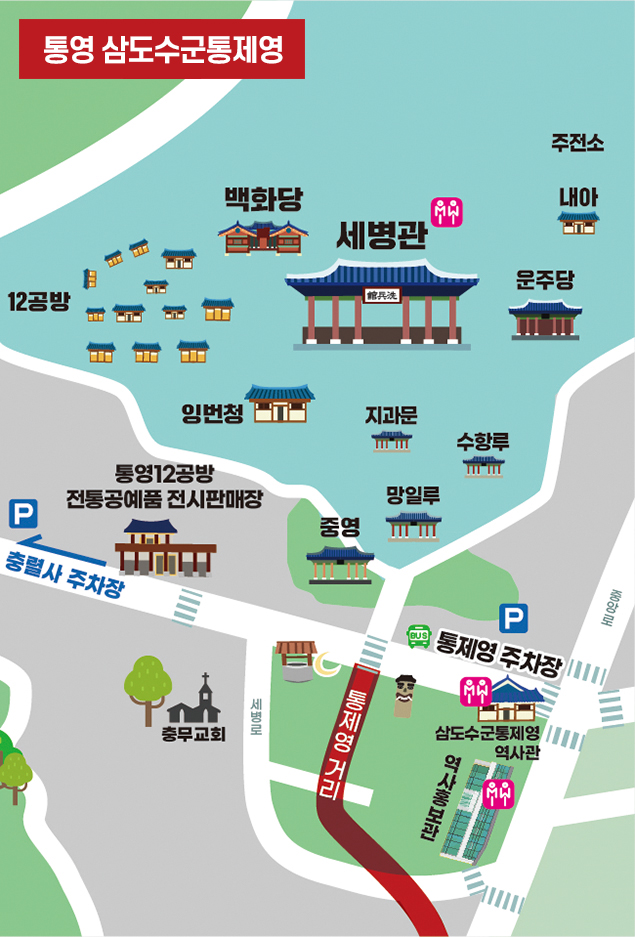 통영 삼도수군통제영
주전소
백화당
내아
세병관
운주당
洗兵館
12공방
잉번청
지과문
수항루
통영12공방
전통공예품 전시판매장
망일루
P
중영
충렬사 주차장
P
중앙로
BUS
통제영 주차장
세병로
통제영 거리
충무교회
삼도수군통제영
역사관
역사홍보관